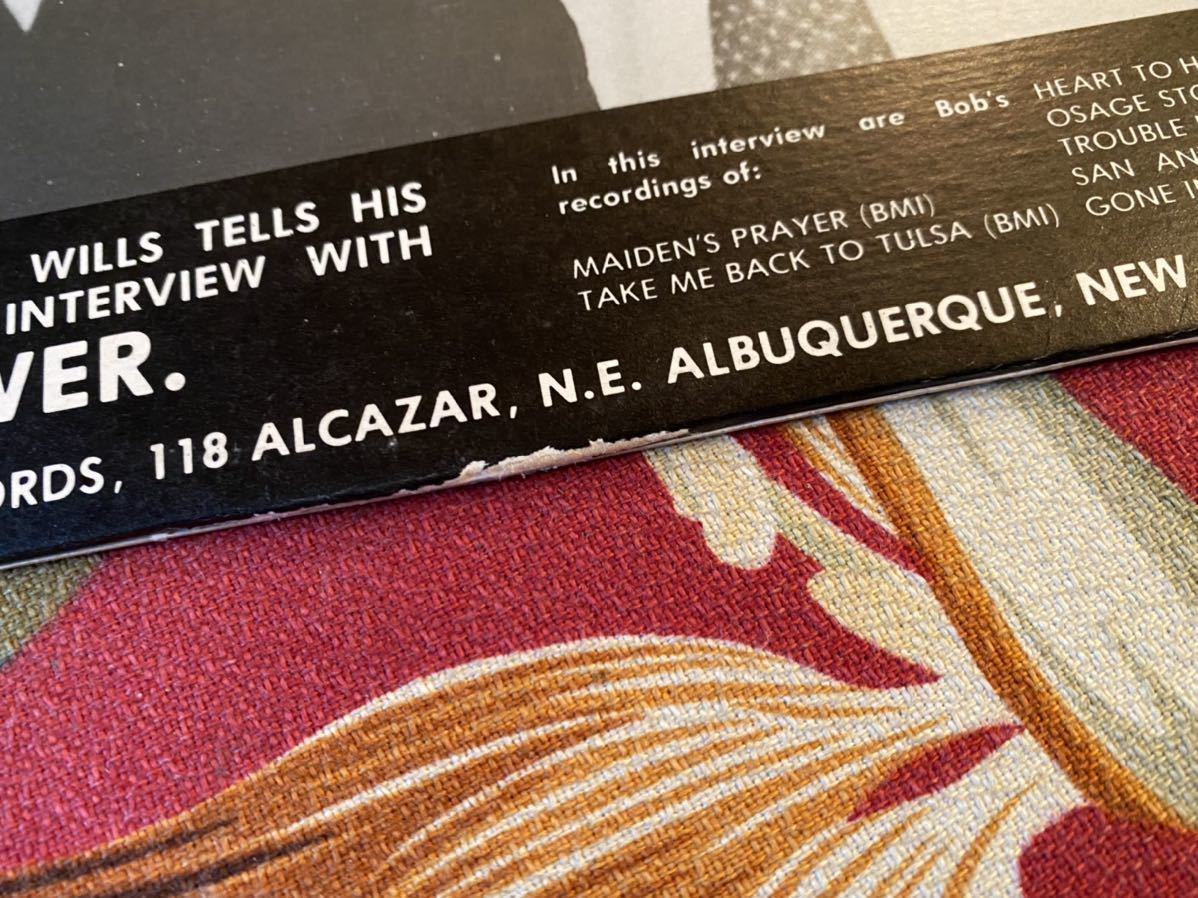 WILLS TELLS HIS
INTERVIEW WITH
VER.
In this interview are Bob's
recordings of:
MAIDEN'S PRAYER (BMI)
TAKE ME BACK TO TULSA (BMI)
HEART TO H
OSAGE STO
TROUBLE
SAN AN
GONE I
ORDS, 118 ALCAZAR, N.E. ALBUQUERQUE, NEW